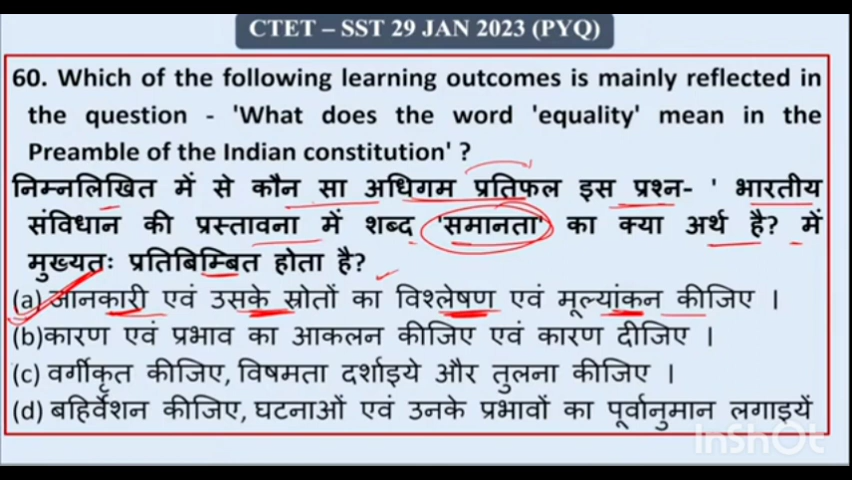 CTET – SST 29 JAN 2023 (PYQ)
60. Which of the following learning outcomes is mainly reflected in
the question - 'What does the word 'equality' mean in the
Preamble of the Indian constitution' ?
निम्नलिखित में से कौन सा अधिगम प्रतिफल इस प्रश्न- ' भारतीय
संविधान की प्रस्तावना में शब्द 'समानता' का क्या अर्थ है? में
मुख्यतः प्रतिबिम्बित होता है?
(a) जानकारी एवं उसके स्रोतों का विश्लेषण एवं मूल्यांकन कीजिए ।
(b)कारण एवं प्रभाव का आकलन कीजिए एवं कारण दीजिए ।
(c) वर्गीकृत कीजिए, विषमता दर्शाइये और तुलना कीजिए ।
(d) बहिर्वेशन कीजिए, घटनाओं एवं उनके प्रभावों का पूर्वानुमान लगाइयें
InShOt